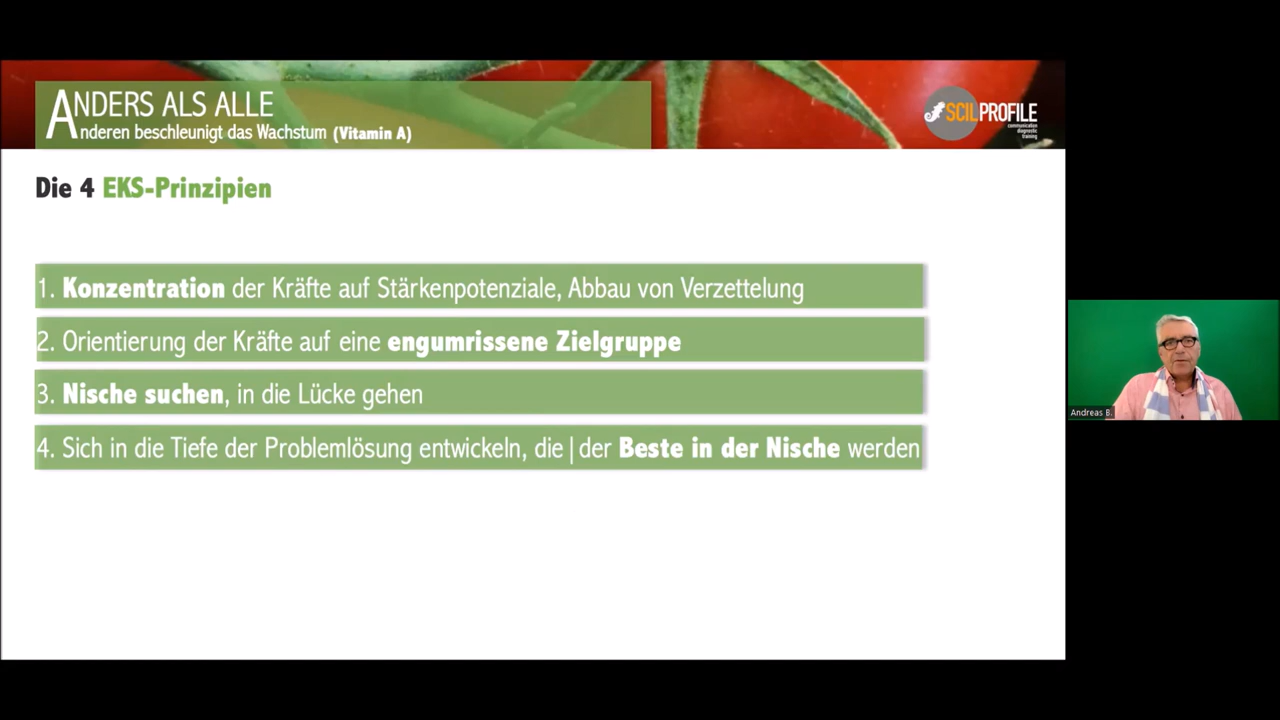 ANDERS ALS ALLE
Anderen beschleunigt das Wachstum (Vitamin A)
SCILPROFILE
communication
diagnostic
training
Die 4 EKS-Prinzipien
1. Konzentration der Kräfte auf Stärkenpotenziale, Abbau von Verzettelung
2. Orientierung der Kräfte auf eine engumrissene Zielgruppe
3. Nische suchen, in die Lücke gehen
4. Sich in die Tiefe der Problemlösung entwickeln, die|der Beste in der Nische werden
Andreas B.